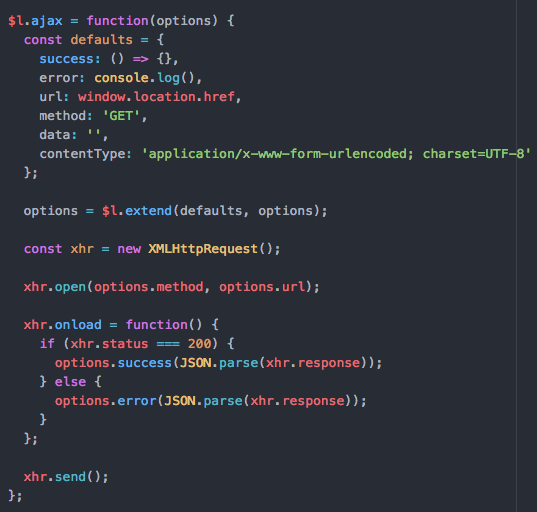 $l.ajax = function(options) {
  const defaults = {
    success: () => {},
    error: console.log(),
    url: window.location.href,
    method: 'GET',
    data: '',
    contentType: 'application/x-www-form-urlencoded; charset=UTF-8'
  };

  options = $l.extend(defaults, options);

  const xhr = new XMLHttpRequest();

  xhr.open(options.method, options.url);

  xhr.onload = function() {
    if (xhr.status === 200) {
      options.success(JSON.parse(xhr.response));
    } else {
      options.error(JSON.parse(xhr.response));
    }
  };

  xhr.send();
};